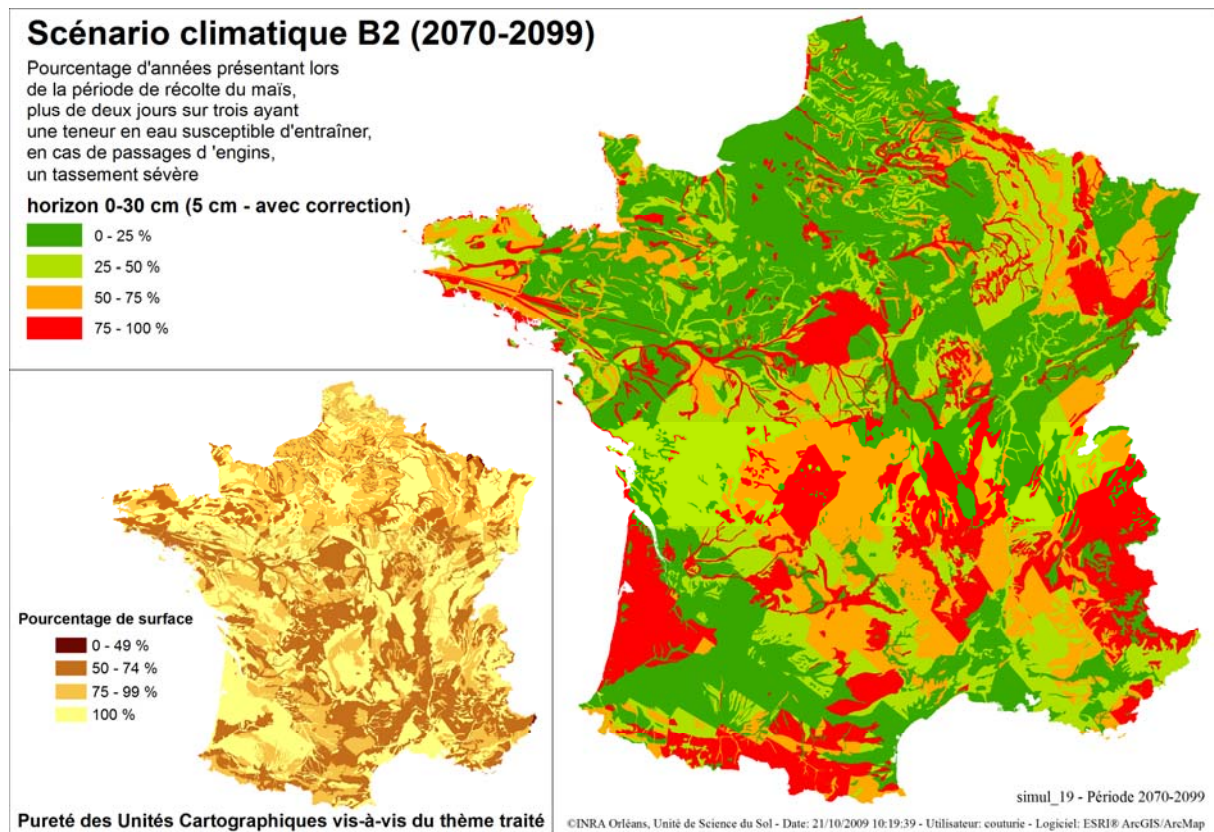 Scénario climatique B2 (2070-2099)
Pourcentage d'années présentant lors
de la période de récolte du maïs,
plus de deux jours sur trois ayant
une teneur en eau susceptible d'entraîner,
en cas de passages d 'engins,
un tassement sévère
horizon 0-30 cm (5 cm - avec correction)
0 - 25 %
25 - 50 %
50 - 75 %
75 - 100 %
Pourcentage de surface
0 - 49 %
50 - 74 %
75 - 99 %
100 %
Pureté des Unités Cartographiques vis-à-vis du thème traité
simul_19 - Période 2070-2099
©INRA Orléans, Unité de Science du Sol - Date: 21/10/2009 10:19:39 - Utilisateur: couturie - Logiciel: ESRI® ArcGIS/ArcMap